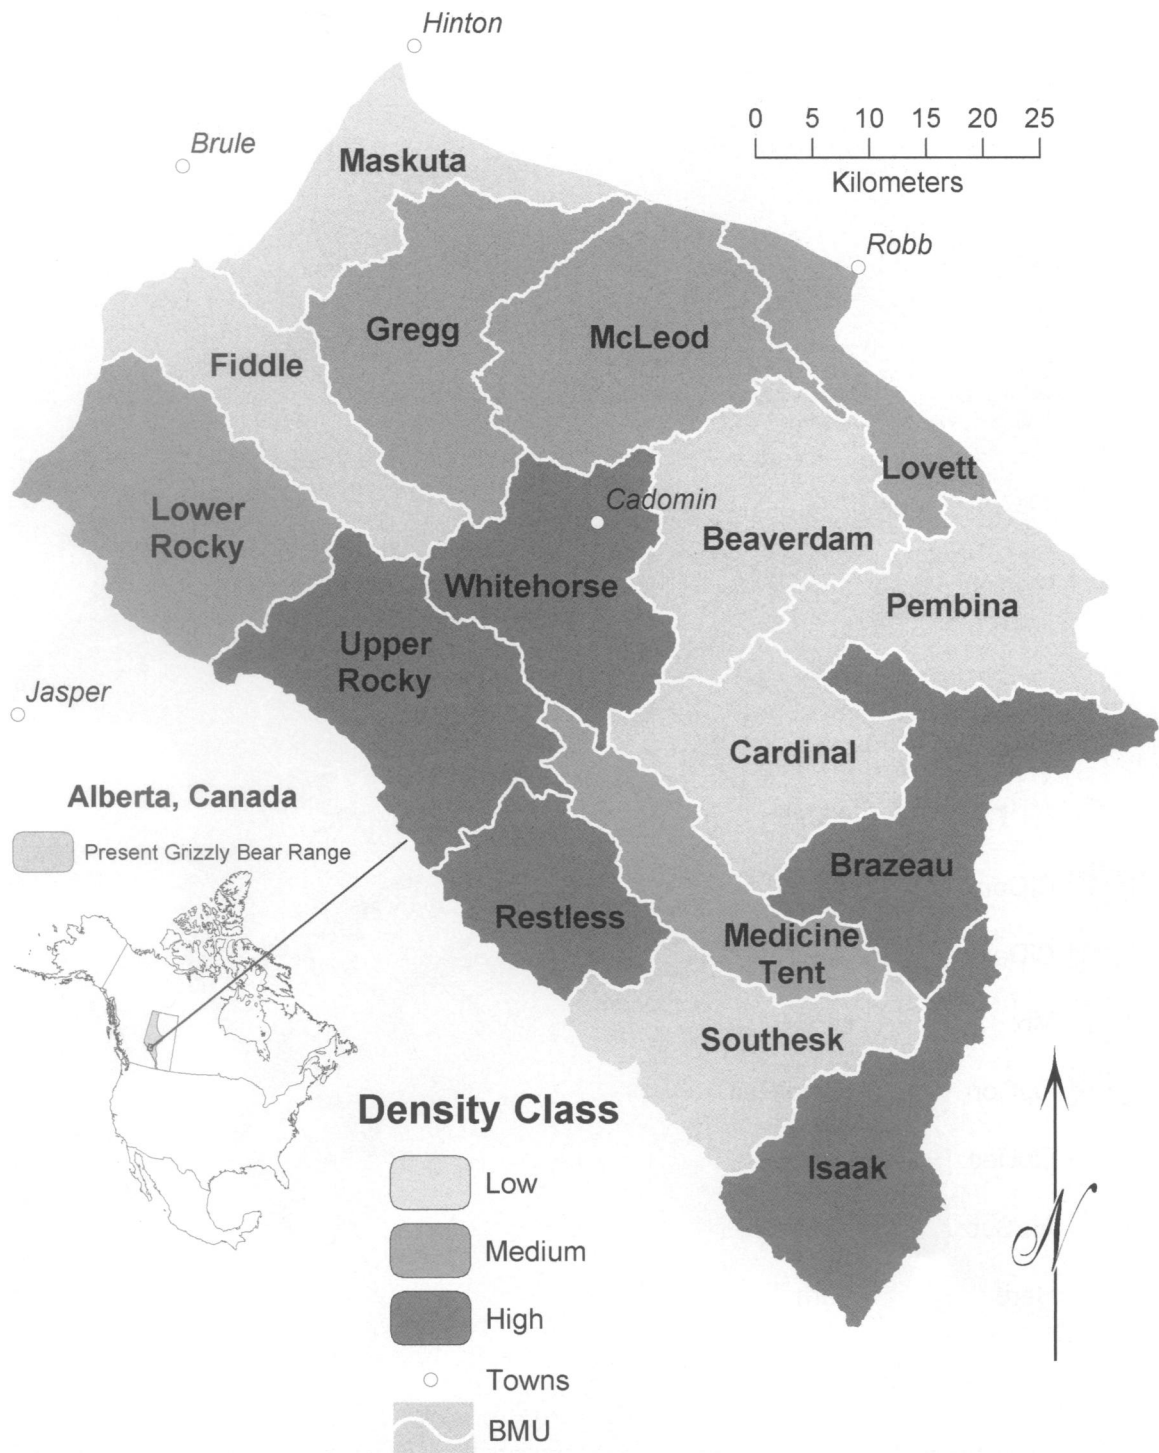 Hinton
Brule
Maskuta
0 5 10 15 20 25
Kilometers
Robb
Gregg
McLeod
Fiddle
Lovett
Lower
Rocky
Cadomin
Beaverdam
Whitehorse
Pembina
Upper
Rocky
Jasper
Cardinal
Alberta, Canada
Present Grizzly Bear Range
Brazeau
Restless
Medicine
Tent
Southesk
Density Class
Isaak
Low
Medium
High
N
Towns
BMU